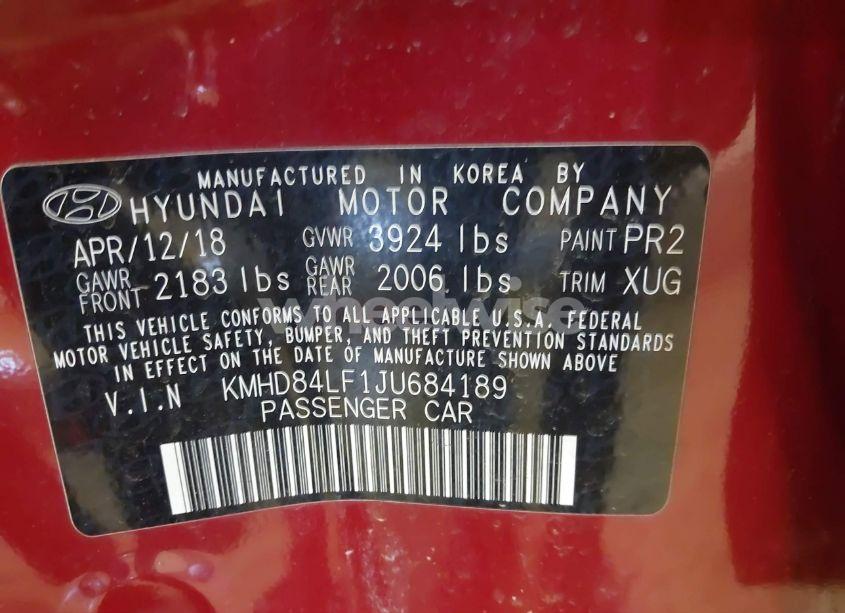 MANUFACTURED IN KOREA BY
HYUNDAI MOTOR COMPANY
APR/12/18 GVWR 3924 lbs PAINT PR2
GAWR FRONT 2183 lbs GAWR REAR 2006 lbs TRIM XUG
wheelwise
THIS VEHICLE CONFORMS TO ALL APPLICABLE U.S.A. FEDERAL
MOTOR VEHICLE SAFETY, BUMPER, AND THEFT PREVENTION STANDARDS
IN EFFECT ON THE DATE OF MANUFACTURE SHOWN ABOVE
V.I.N KMHD84LF1JU684189
PASSENGER CAR